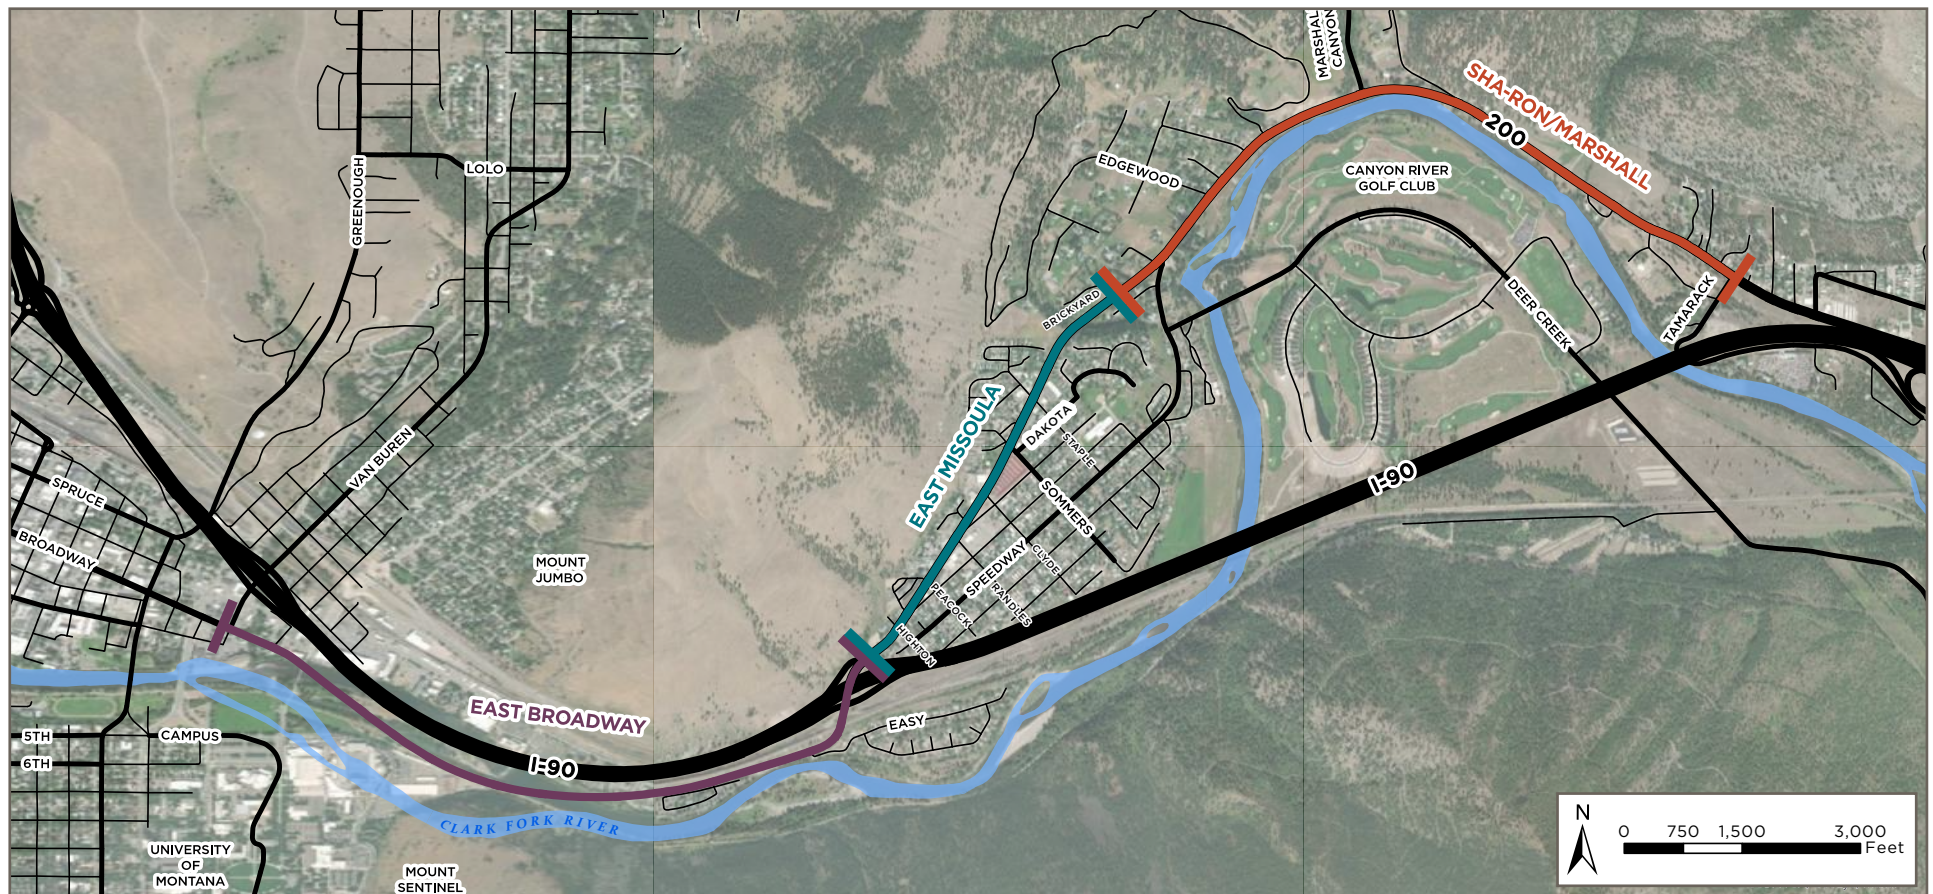 MARSHALL
CANYON
SHA-RON/MARSHALL
200
LOLO
GREENOUGH
EDGEWOOD
CANYON RIVER
GOLF CLUB
BRICKYARD
DEER CREEK
TAMARACK
EAST MISSOULA
DAKOTA
STAPLE
VAN BUREN
I-90
SPRUCE
SOMMERS
BROADWAY
MOUNT
JUMBO
SPEEDWAY
CLYDE
PEACOCK
RANDLES
HIGHTON
EAST BROADWAY
EASY
5TH
CAMPUS
6TH
I-90
CLARK FORK RIVER
UNIVERSITY
OF
MONTANA
MOUNT
SENTINEL
N
0 750 1,500 3,000
Feet